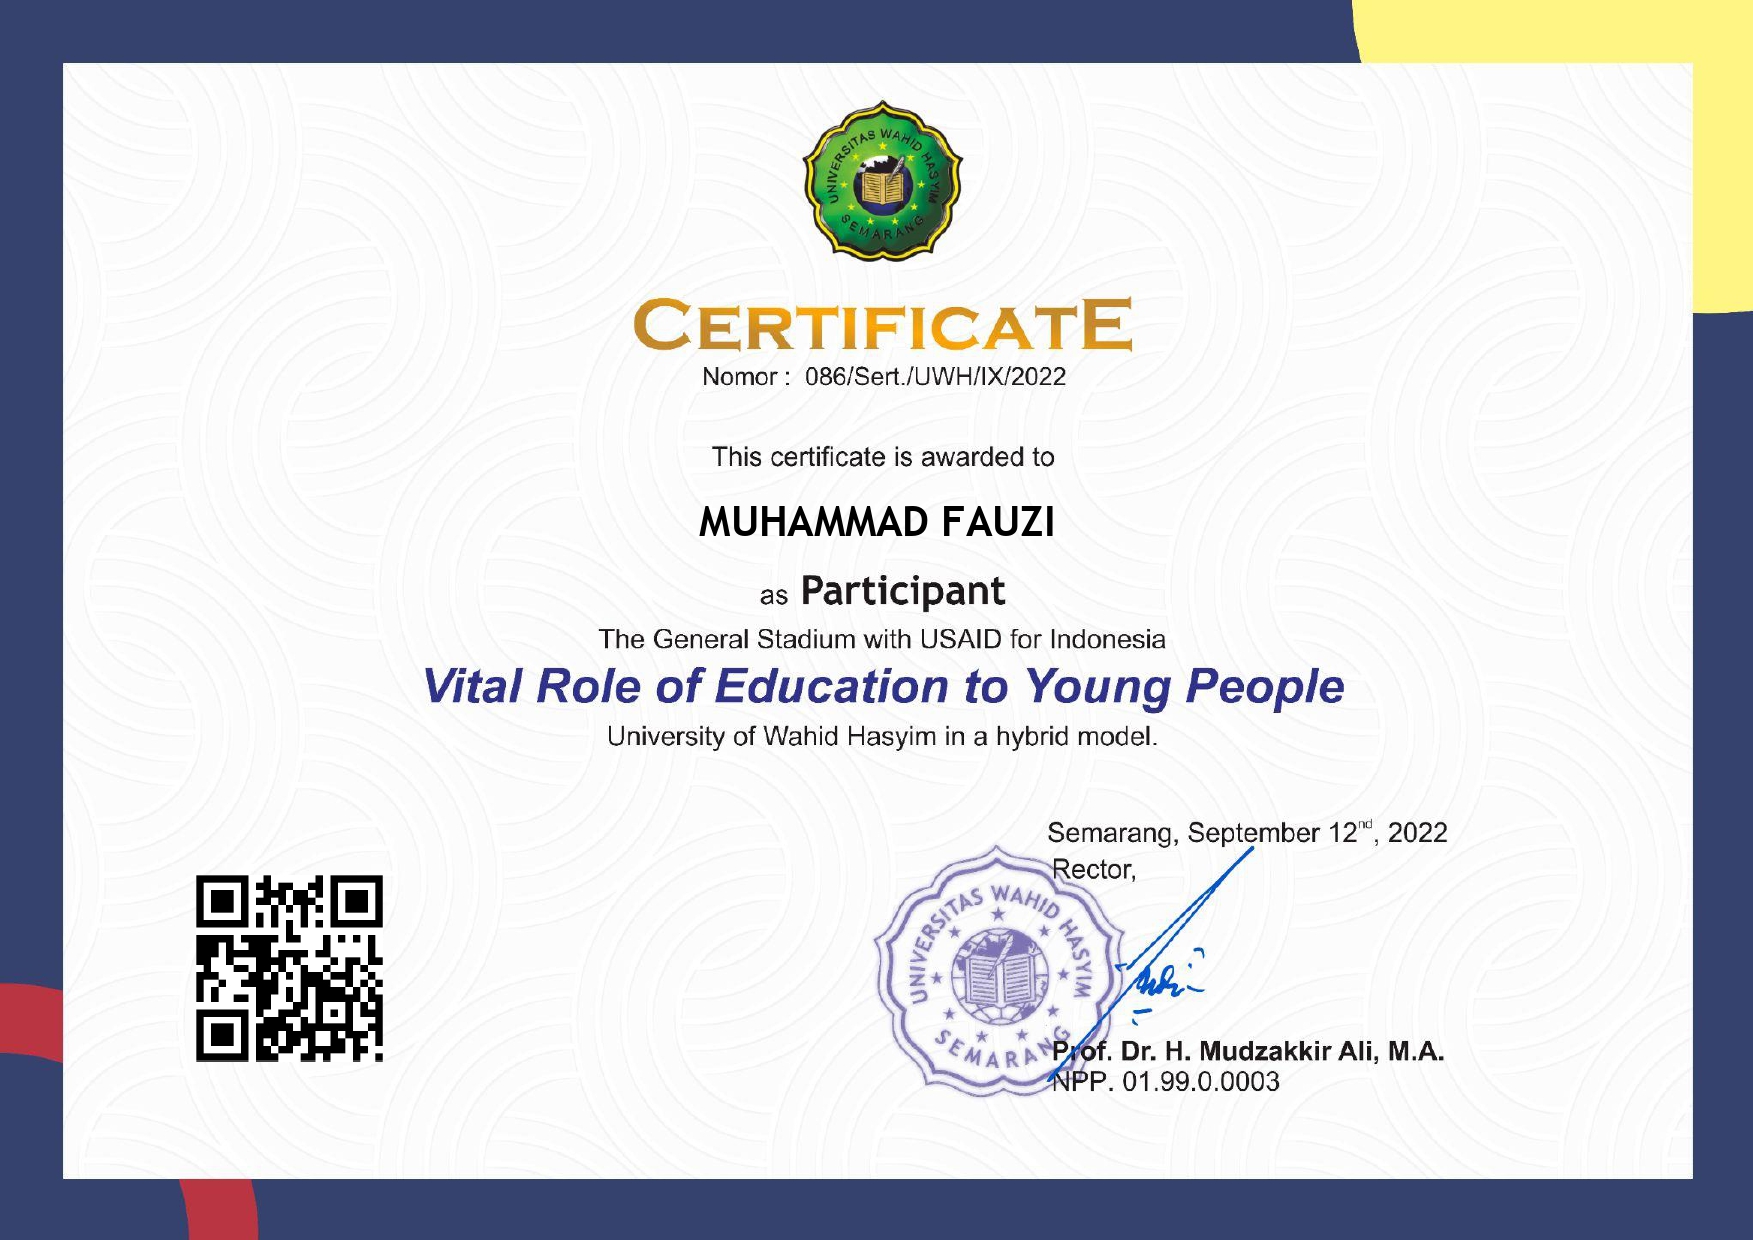 UNIVERSITAS WAHID HASYIM
SEMARANG
CERTIFICATE
Nomor : 086/Sert./UWH/IX/2022
This certificate is awarded to
MUHAMMAD FAUZI
as Participant
The General Stadium with USAID for Indonesia
Vital Role of Education to Young People
University of Wahid Hasyim in a hybrid model.
Semarang, September 12nd, 2022
Rector,
UNIVERSITAS WAHID HASYIM
SEMARANG
Prof. Dr. H. Mudzakkir Ali, M.A.
NPP. 01.99.0.0003